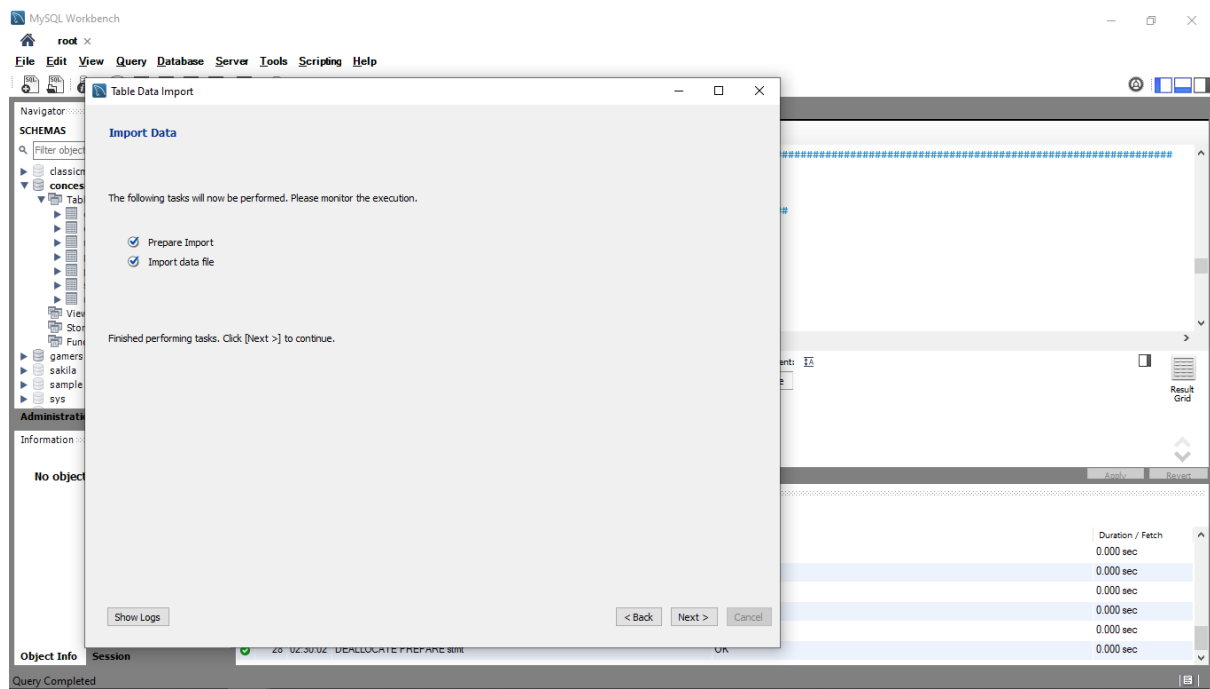 MySQL Workbench
root
File Edit View Query Database Server Tools Scripting Help
Table Data Import
Navigator
SCHEMAS
Filter object
Import Data
################################################################
classicm
conces
Tab
The following tasks will now be performed. Please monitor the execution.
#
Prepare Import
Import data file
View
Stor
Fun
Finished performing tasks. Click [Next >] to continue.
gamers
sakila
sample
sys
ent:
Result
Grid
Administrati
Information
No object
Apply Revert
Duration / Fetch
0.000 sec
0.000 sec
0.000 sec
0.000 sec
0.000 sec
Show Logs
< Back Next > Cancel
28 02:30:02 DEALLOCATE PREPARE stmt OK 0.000 sec
Object Info Session
Query Completed